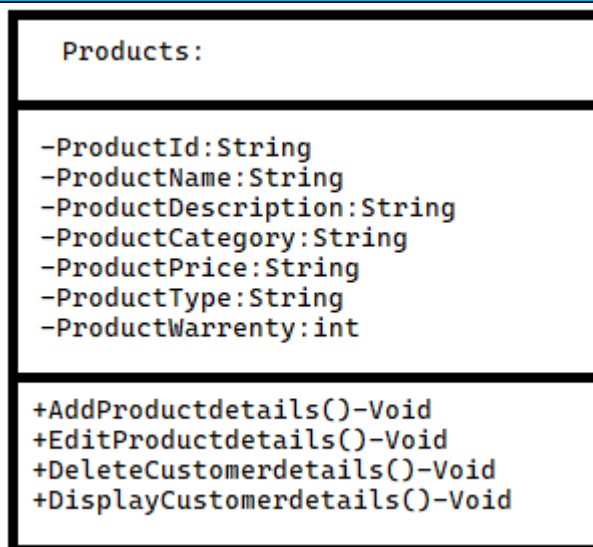 Products:
-ProductId:String
-ProductName:String
-ProductDescription:String
-ProductCategory:String
-ProductPrice:String
-ProductType:String
-ProductWarrenty:int
+AddProductdetails()-Void
+EditProductdetails()-Void
+DeleteCustomerdetails()-Void
+DisplayCustomerdetails()-Void